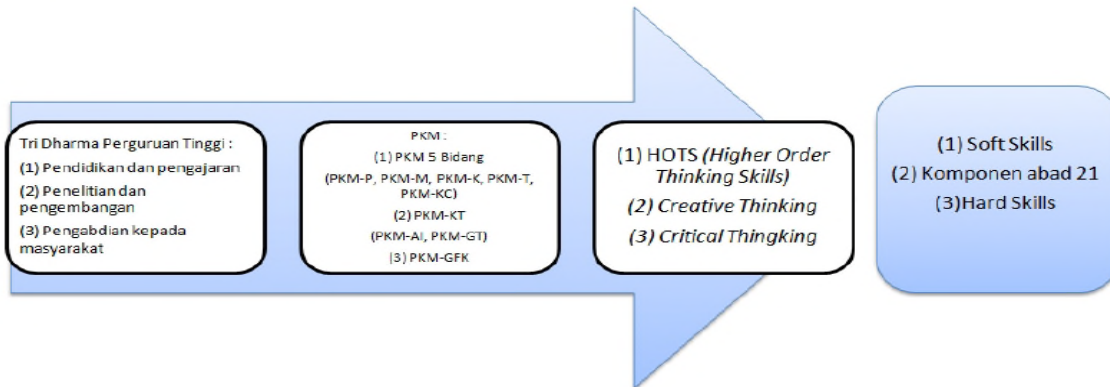 Tri Dharma Perguruan Tinggi :
(1) Pendidikan dan pengajaran
(2) Penelitian dan
pengembangan
(3) Pengabdian kepada
masyarakat
PKM :
(1) PKM 5 Bidang
(PKM-P, PKM-M, PKM-K, PKM-T,
PKM-KC)
(2) PKM-KT
(PKM-AI, PKM-GT)
(3) PKM-GFK
(1) HOTS (Higher Order
Thinking Skills)
(2) Creative Thinking
(3) Critical Thingking
(1) Soft Skills
(2) Komponen abad 21
(3)Hard Skills